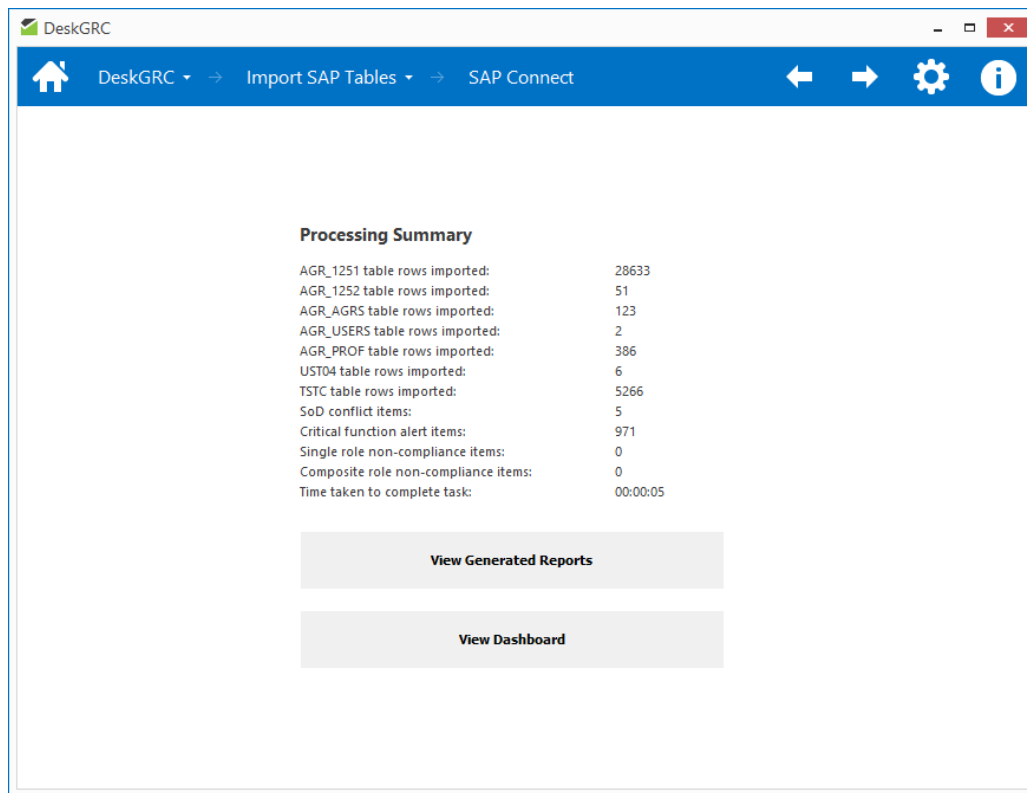 DeskGRC
DeskGRC → Import SAP Tables → SAP Connect
Processing Summary
AGR_1251 table rows imported: 28633
AGR_1252 table rows imported: 51
AGR_AGRS table rows imported: 123
AGR_USERS table rows imported: 2
AGR_PROF table rows imported: 386
UST04 table rows imported: 6
TSTC table rows imported: 5266
SoD conflict items: 5
Critical function alert items: 971
Single role non-compliance items: 0
Composite role non-compliance items: 0
Time taken to complete task: 00:00:05
View Generated Reports
View Dashboard